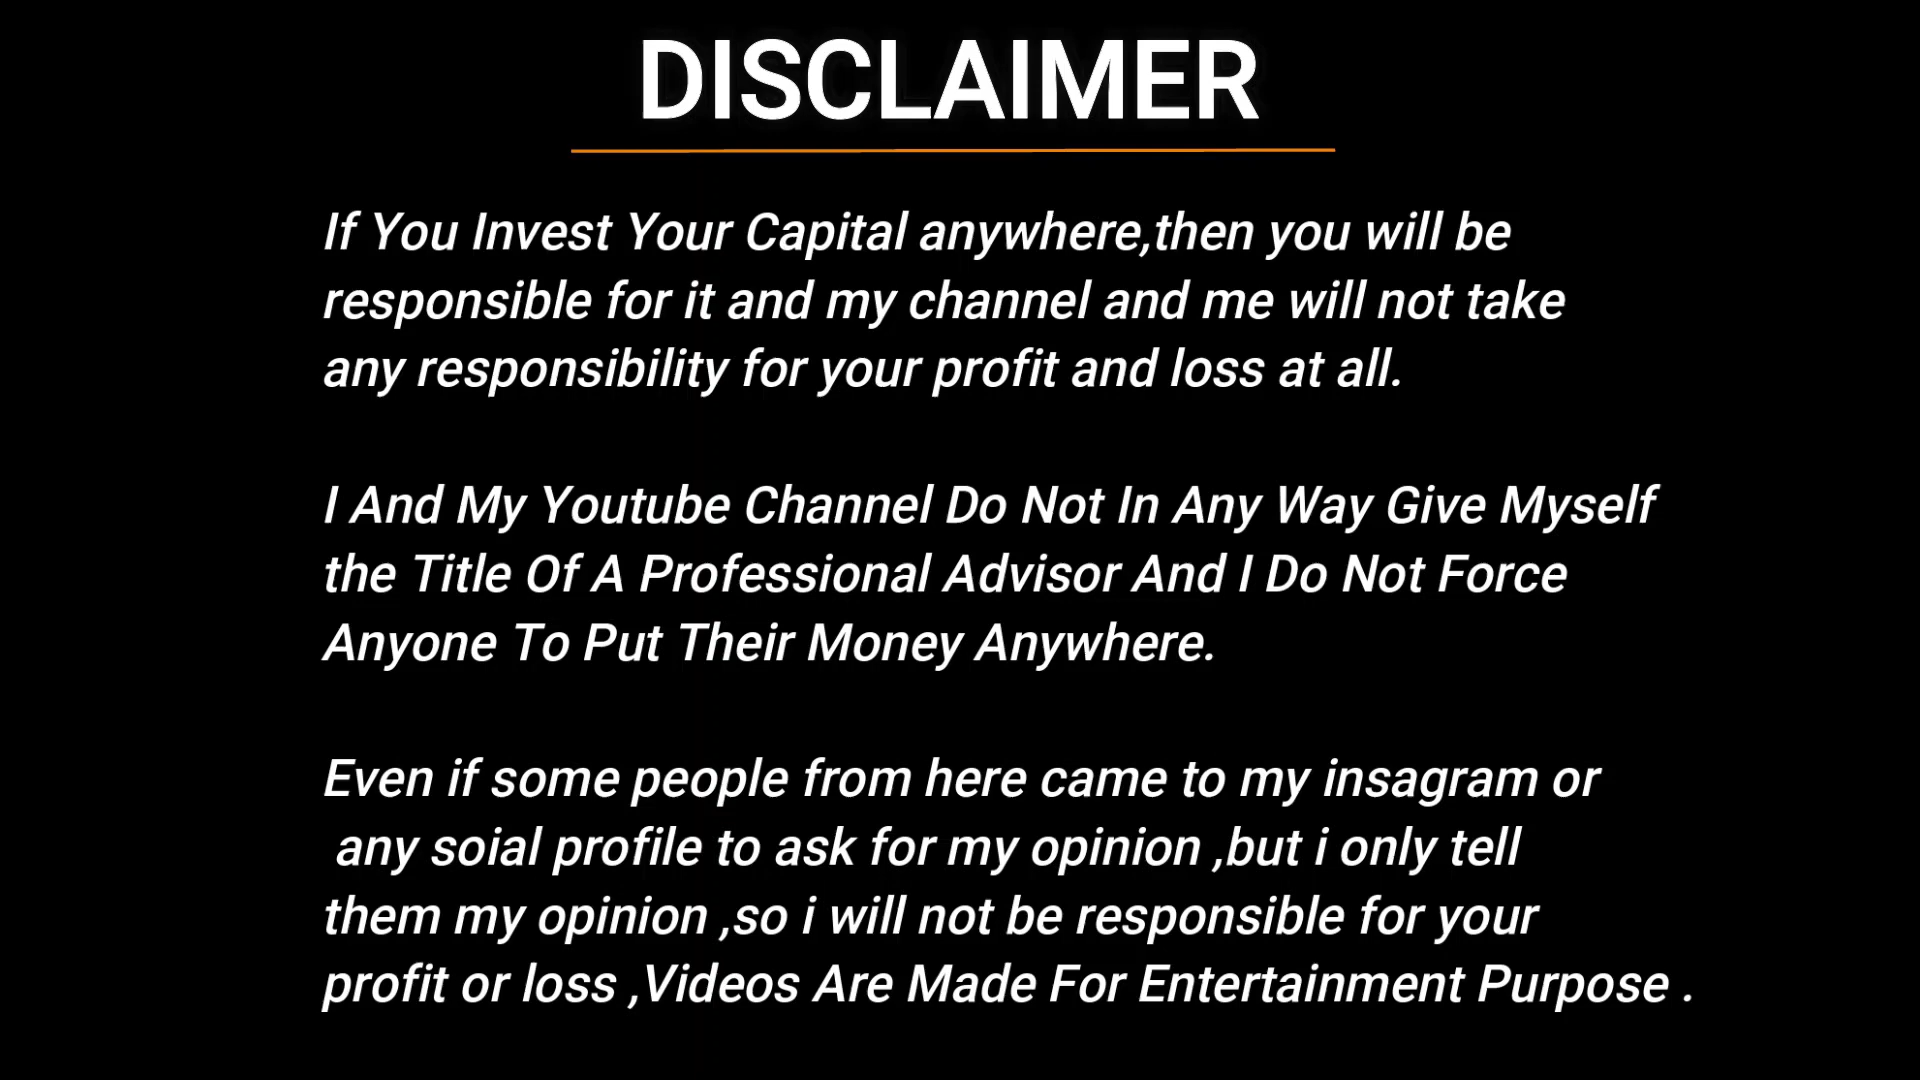 DISCLAIMER
If You Invest Your Capital anywhere,then you will be
responsible for it and my channel and me will not take
any responsibility for your profit and loss at all.
I And My Youtube Channel Do Not In Any Way Give Myself
the Title Of A Professional Advisor And I Do Not Force
Anyone To Put Their Money Anywhere.
Even if some people from here came to my insagram or
any soial profile to ask for my opinion ,but i only tell
them my opinion ,so i will not be responsible for your
profit or loss ,Videos Are Made For Entertainment Purpose .